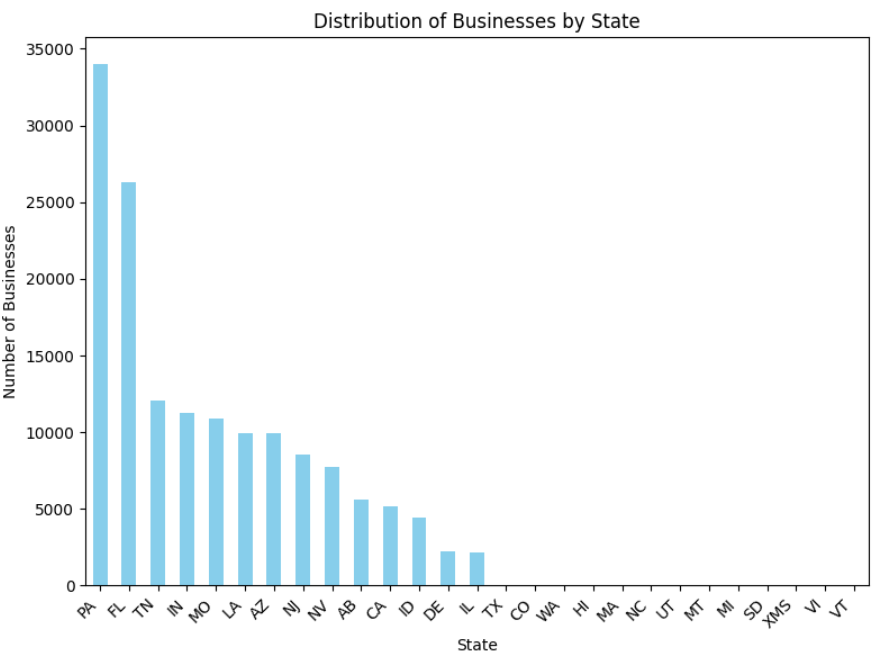 Distribution of Businesses by State
Number of Businesses
35000
30000
25000
20000
15000
10000
5000
0
PA FL TN IN MO LA AZ NJ NV AB CA ID DE IL TX CO WA HI MA NC UT MT MI SD XMS VI VT
State